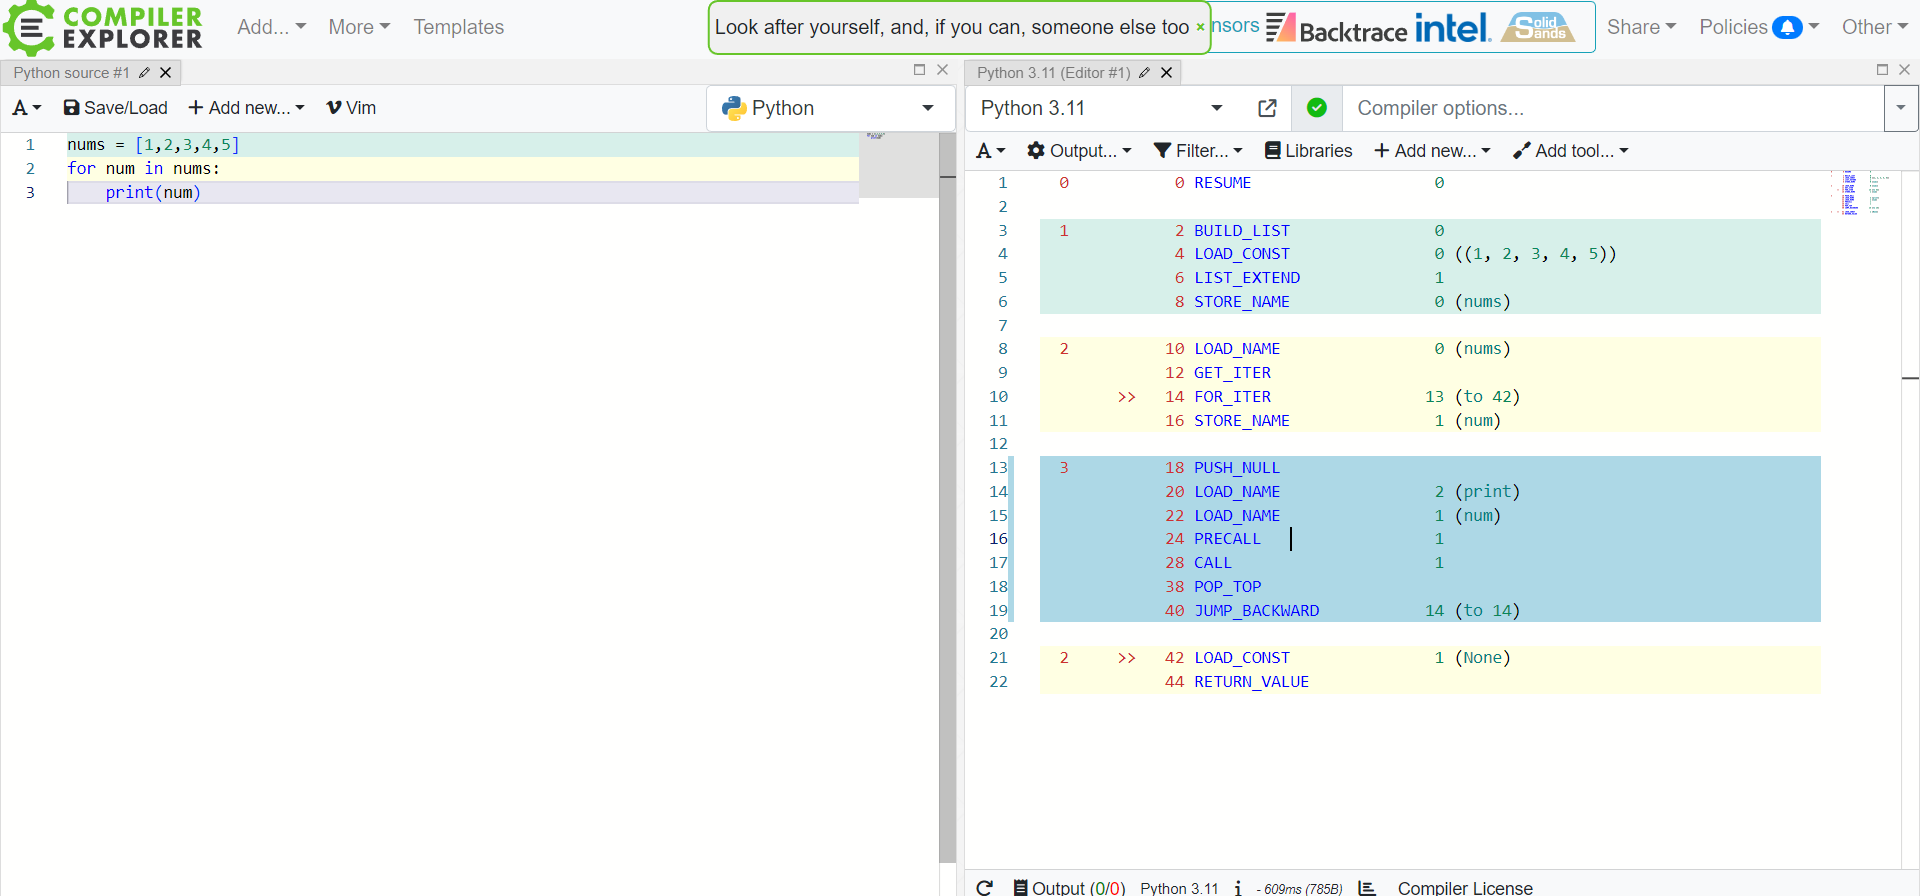 COMPILER
EXPLORER
Add...
More
Templates
Look after yourself, and, if you can, someone else too ×
nsors
Backtrace
intel.
Solid
Sands
Share
Policies
Other
Python source #1
A
Save/Load
+ Add new...
Vim
Python
1 nums = [1,2,3,4,5]
2 for num in nums:
3     print(num)
Python 3.11 (Editor #1)
Python 3.11
Compiler options...
A
Output...
Filter...
Libraries
+ Add new...
Add tool...
1 0 0 RESUME 0
2
3 1 2 BUILD_LIST 0
4 4 LOAD_CONST 0 ((1, 2, 3, 4, 5))
5 6 LIST_EXTEND 1
6 8 STORE_NAME 0 (nums)
7
8 2 10 LOAD_NAME 0 (nums)
9 12 GET_ITER
10 >> 14 FOR_ITER 13 (to 42)
11 16 STORE_NAME 1 (num)
12
13 3 18 PUSH_NULL
14 20 LOAD_NAME 2 (print)
15 22 LOAD_NAME 1 (num)
16 24 PRECALL 1
17 28 CALL 1
18 38 POP_TOP
19 40 JUMP_BACKWARD 14 (to 14)
20
21 2 >> 42 LOAD_CONST 1 (None)
22 44 RETURN_VALUE
Output (0/0) Python 3.11 i - 609ms (785B) Compiler License